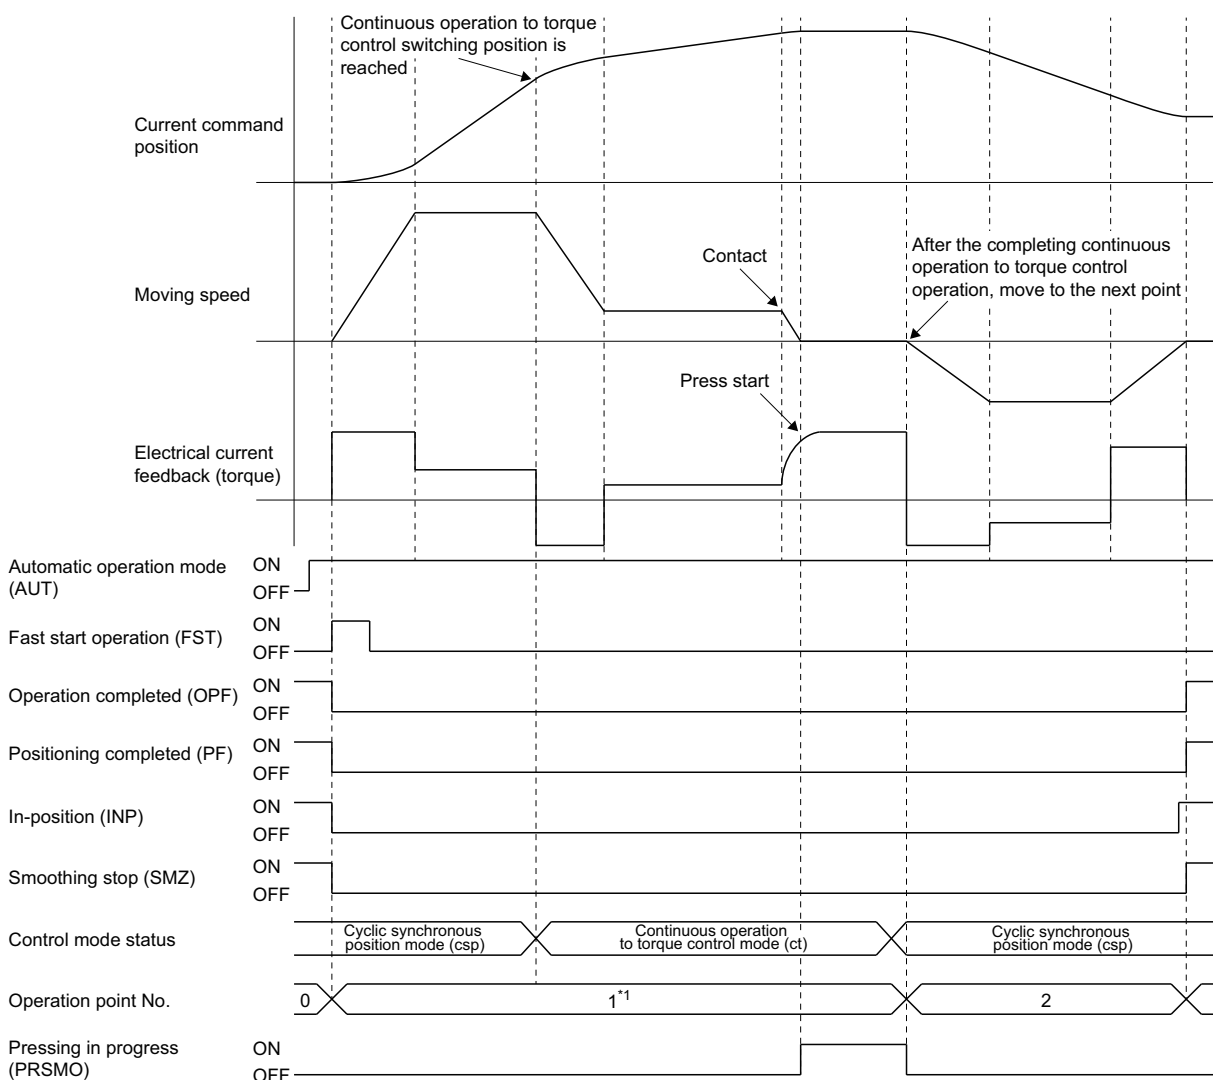 Continuous operation to torque
control switching position is
reached
Current command
position
Moving speed
Contact
After the completing continuous
operation to torque control
operation, move to the next point
Press start
Electrical current
feedback (torque)
Automatic operation mode
(AUT)
ON
OFF
Fast start operation (FST)
ON
OFF
Operation completed (OPF)
ON
OFF
Positioning completed (PF)
ON
OFF
In-position (INP)
ON
OFF
Smoothing stop (SMZ)
ON
OFF
Control mode status
Cyclic synchronous
position mode (csp)
Continuous operation
to torque control mode (ct)
Cyclic synchronous
position mode (csp)
Operation point No.
0
1*1
2
Pressing in progress
(PRSMO)
ON
OFF